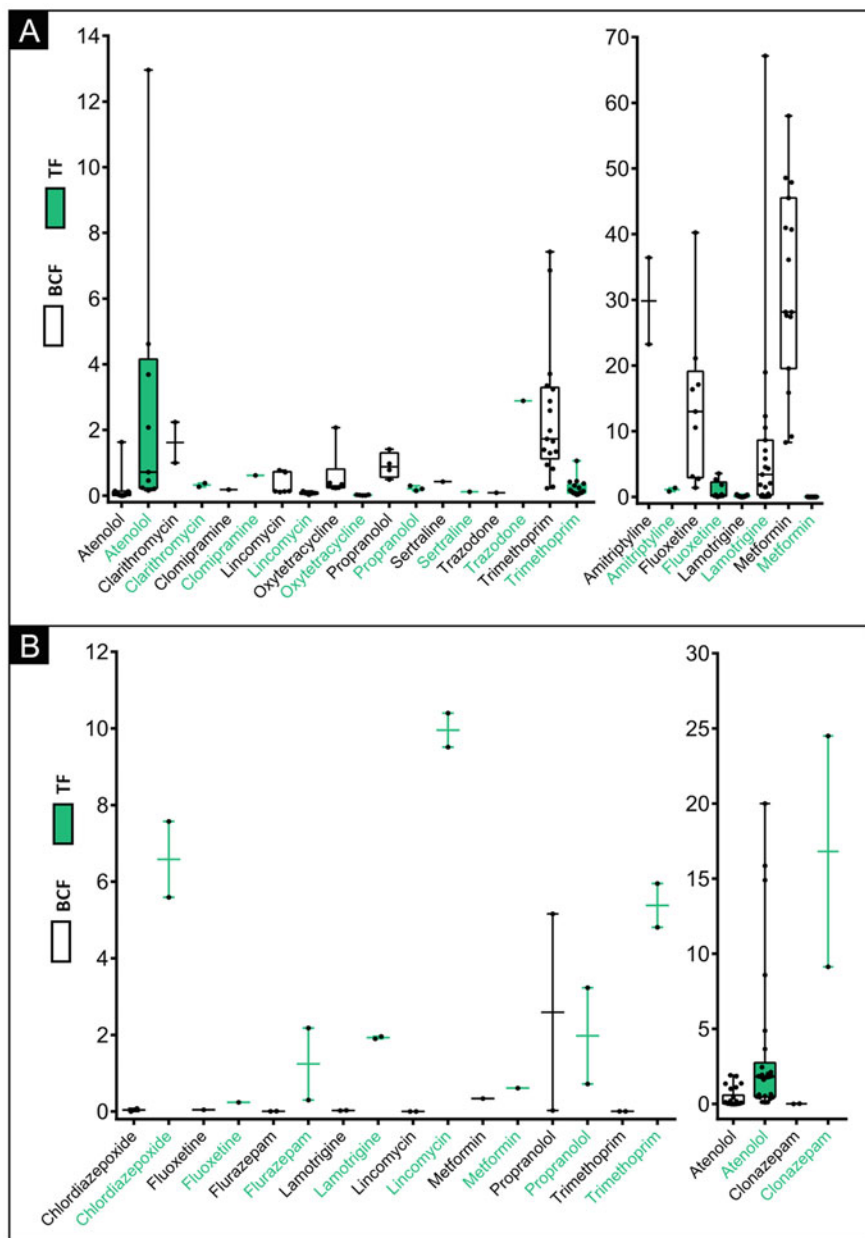 A
14
12
10
8
6
4
2
0
TF
BCF
Atenolol
Atenolol
Clarithromycin
Clarithromycin
Clomipramine
Clomipramine
Lincomycin
Lincomycin
Oxytetracycline
Oxytetracycline
Propranolol
Propranolol
Sertraline
Sertraline
Trazodone
Trazodone
Trimethoprim
Trimethoprim
70
60
50
40
30
20
10
0
Amitriptyline
Amitriptyline
Fluoxetine
Fluoxetine
Lamotrigine
Lamotrigine
Metformin
Metformin
B
12
10
8
6
4
2
0
TF
BCF
Chlordiazepoxide
Chlordiazepoxide
Fluoxetine
Fluoxetine
Flurazepam
Flurazepam
Lamotrigine
Lamotrigine
Lincomycin
Lincomycin
Metformin
Metformin
Propranolol
Propranolol
Trimethoprim
Trimethoprim
30
25
20
15
10
5
0
Atenolol
Atenolol
Clonazepam
Clonazepam